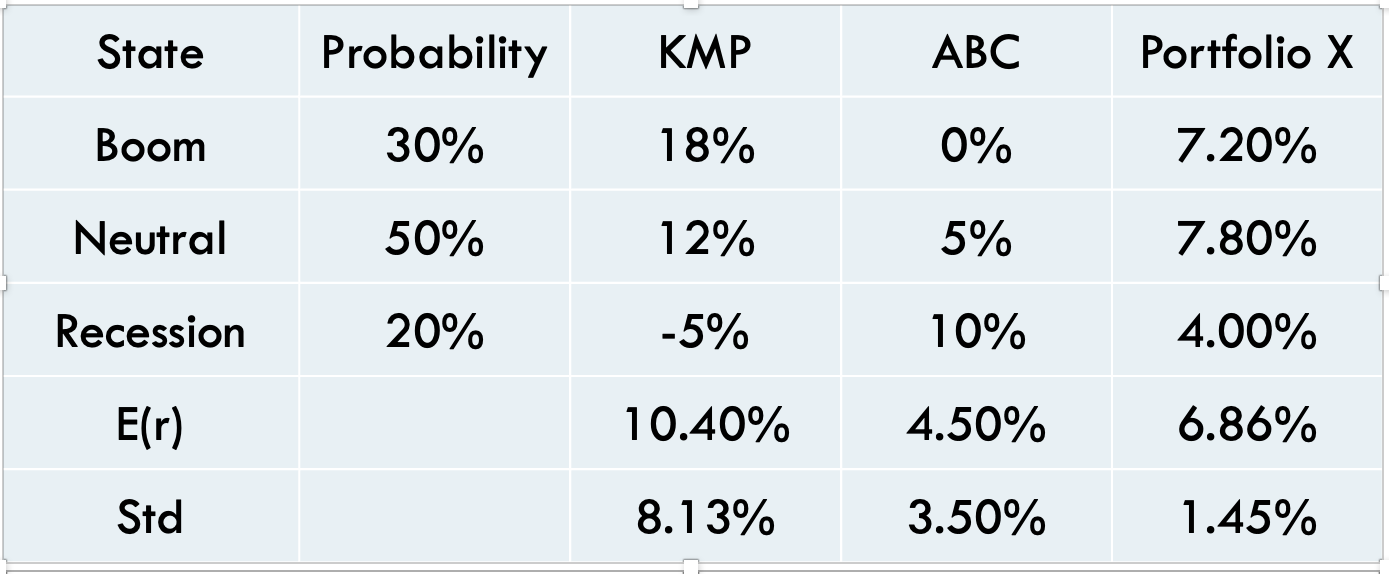 State Probability KMP ABC Portfolio X
Boom 30% 18% 0% 7.20%
Neutral 50% 12% 5% 7.80%
Recession 20% -5% 10% 4.00%
E(r) 10.40% 4.50% 6.86%
Std 8.13% 3.50% 1.45%